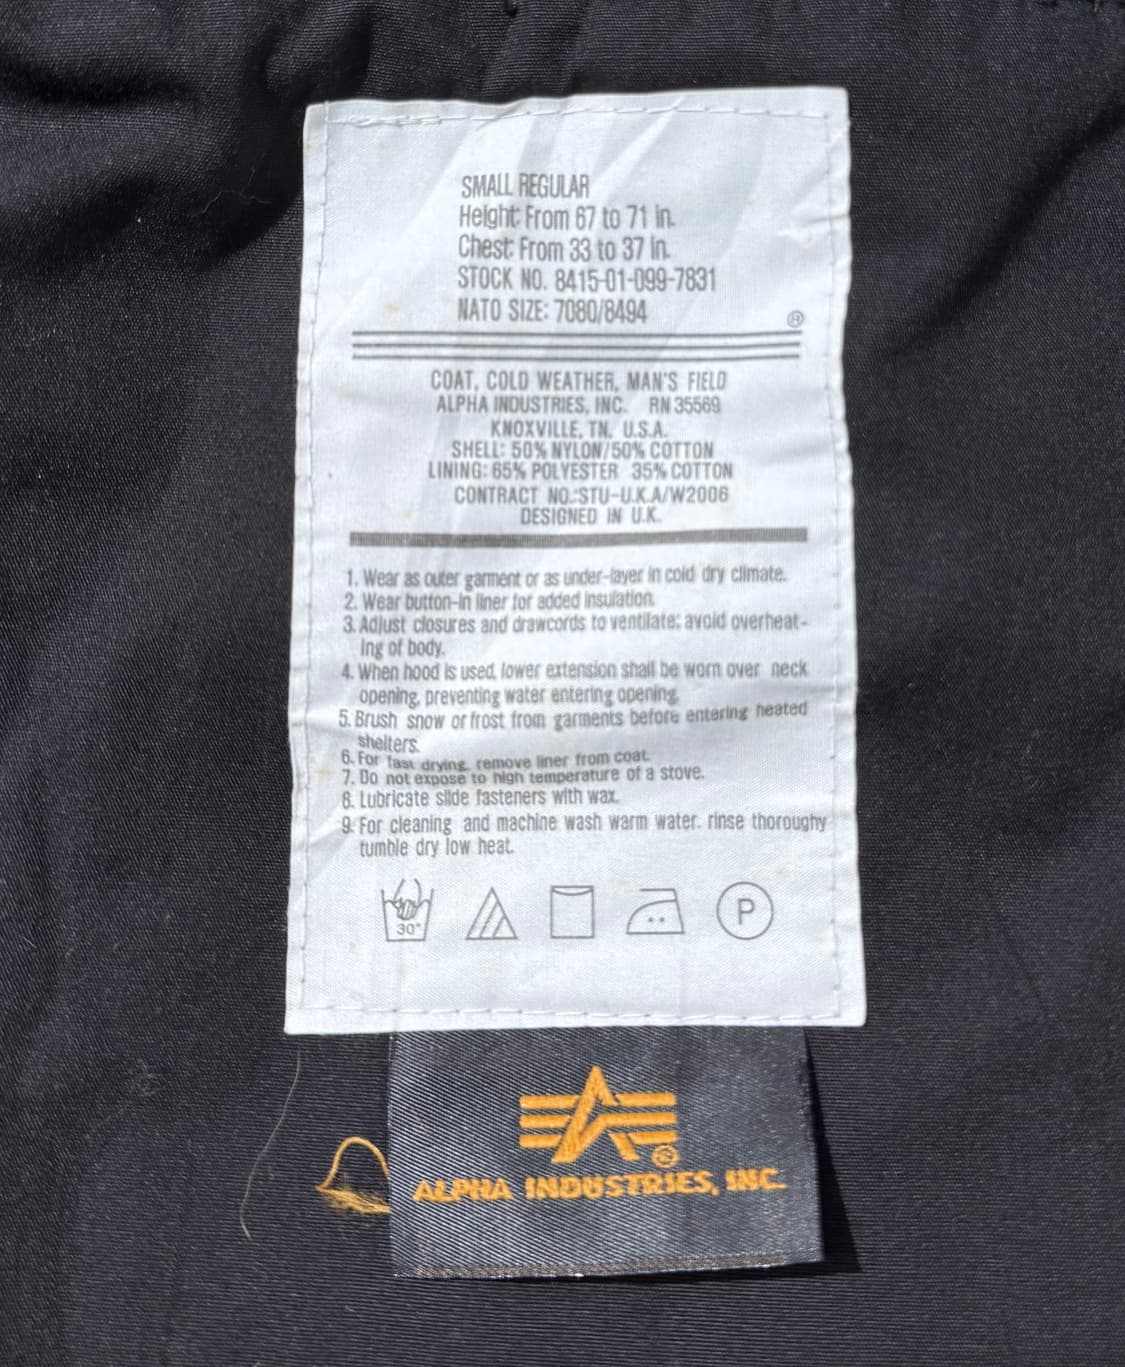 SMALL REGULAR
Height: From 67 to 71 in.
Chest: From 33 to 37 in.
STOCK NO. 8415-01-099-7831
NATO SIZE: 7080/8494
®
COAT, COLD WEATHER, MAN'S FIELD
ALPHA INDUSTRIES, INC. RN 35569
KNOXVILLE, TN, U.S.A.
SHELL: 50% NYLON/50% COTTON
LINING: 65% POLYESTER 35% COTTON
CONTRACT NO.:STU-U.K.A/W2006
DESIGNED IN U.K.
1. Wear as outer garment or as under-layer in cold dry climate.
2. Wear button-in liner for added insulation.
3. Adjust closures and drawcords to ventilate; avoid overheat-
ing of body.
4. When hood is used, lower extension shall be worn over neck
opening, preventing water entering opening.
5. Brush snow or frost from garments before entering heated
shelters.
6. For fast drying, remove liner from coat.
7. Do not expose to high temperature of a stove.
8. Lubricate slide fasteners with wax.
9. For cleaning and machine wash warm water. rinse thoroughy
tumble dry low heat.
30°
P
®
ALPHA INDUSTRIES, INC.